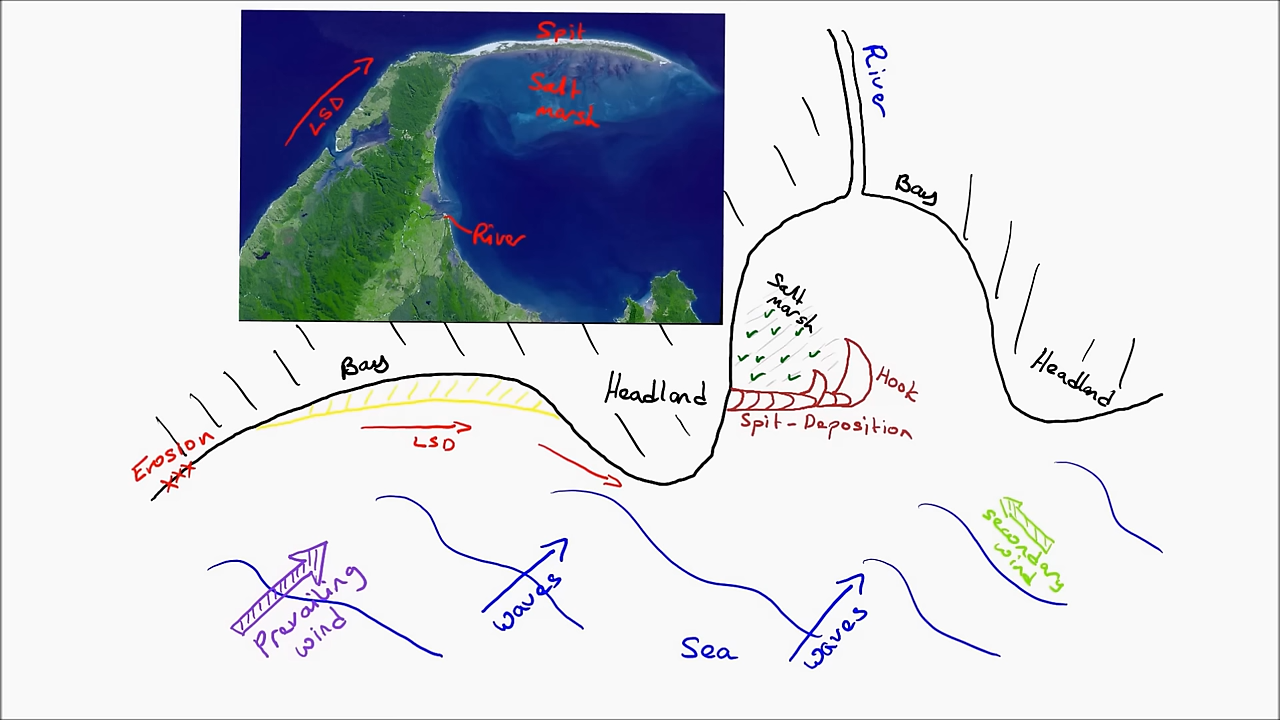 Spit
Salt
marsh
LSD
River
River
Bay
Salt
marsh
Headland
Bay
Headland
Hook
Spit - Deposition
Erosion
xxx
LSD
secondary
wind
Prevailing
wind
waves
waves
Sea